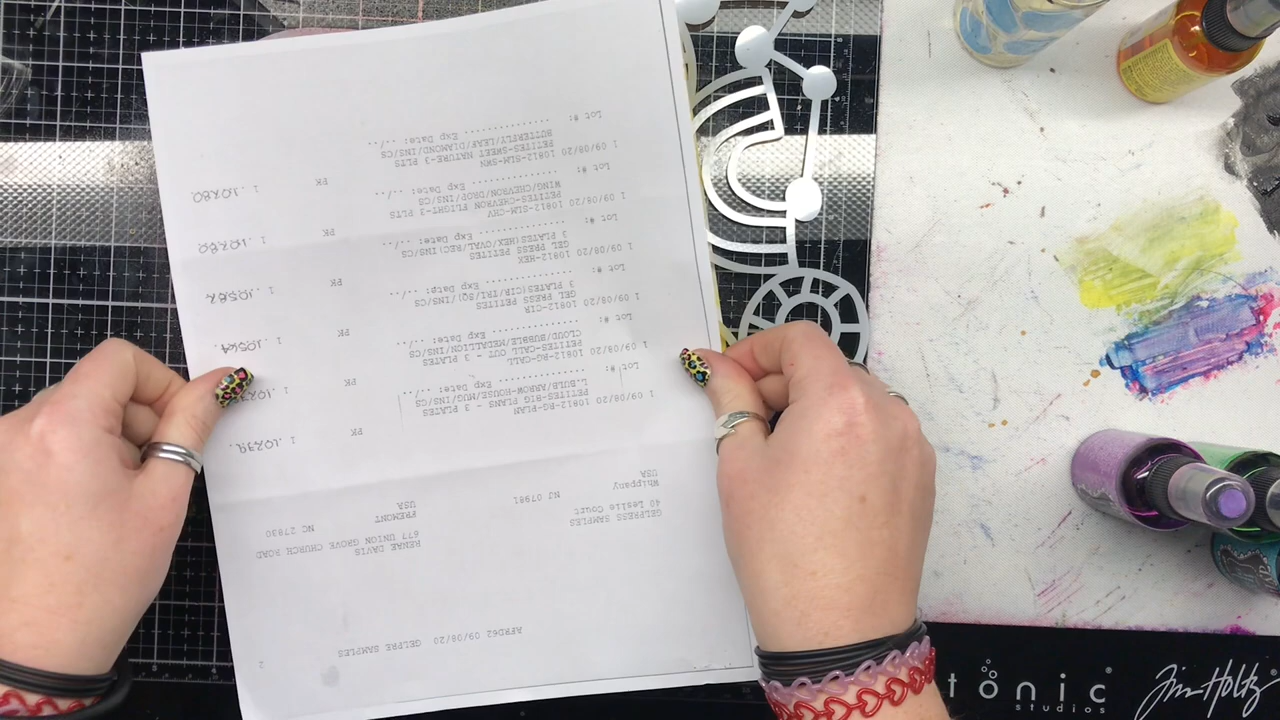 2
AFRD62 09/08/20 GELPRE SAMPLES
GELPRESS SAMPLES RENAE DAVIS
40 Leslie Court 677 UNION GROVE CHURCH ROAD
Whippany NJ 07981 FREMONT NC 27830
USA USA
1 09/08/20 10812-BG-PLAN PK 1
PETITES-BIG PLANS - 3 PLATES
L.BULB/ARROW-HOUSE/MUG/INS/CS
Lot #: .............. Exp Date: ../..
1 09/08/20 10812-BG-CALL PK 1
PETITES-CALL OUT - 3 PLATES
CLOUD/BUBBLE/MEDALLION/INS/CS
Lot #: .............. Exp Date: ../..
1 09/08/20 10812-CIR PK 1
GEL PRESS PETITES
3 PLATES(CIR/TRI/SQ)INS/CS
Lot #: .............. Exp Date: ../..
1 09/08/20 10812-HEX PK 1
GEL PRESS PETITES
3 PLATES(HEX/OVAL/REC)INS/CS
Lot #: .............. Exp Date: ../..
1 09/08/20 10812-SLM-CHV PK 1
PETITES-CHEVRON FLIGHT-3 PLTS
WING/CHEVRON/DROP/INS/CS
Lot #: .............. Exp Date: ../..
1 09/08/20 10812-SLM-SWN PK 1
PETITES-SWEET NATURE-3 PLTS
BUTTERFLY/LEAF/DIAMOND/INS/CS
Lot #: .............. Exp Date: ../..
tonic ®
studios
Tim Holtz